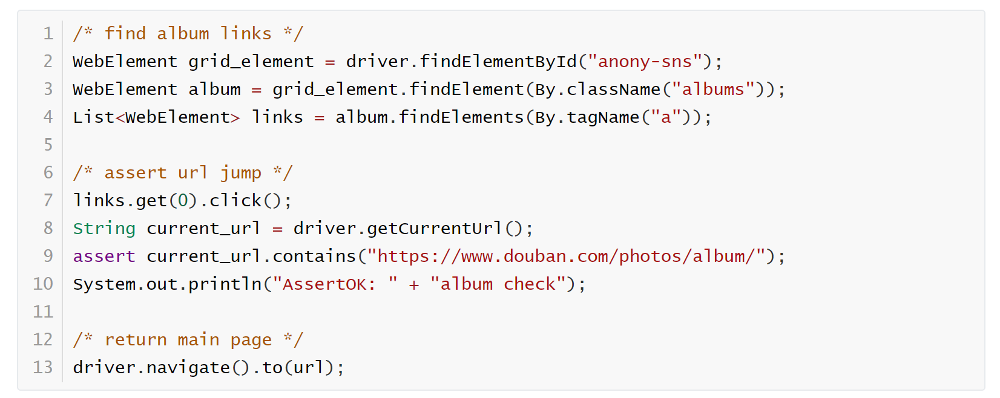 1 /* find album links */
2 WebElement grid_element = driver.findElementById("anony-sns");
3 WebElement album = grid_element.findElement(By.className("albums"));
4 List<WebElement> links = album.findElements(By.tagName("a"));
5
6 /* assert url jump */
7 links.get(0).click();
8 String current_url = driver.getCurrentUrl();
9 assert current_url.contains("https://www.douban.com/photos/album/");
10 System.out.println("AssertOK: " + "album check");
11
12 /* return main page */
13 driver.navigate().to(url);